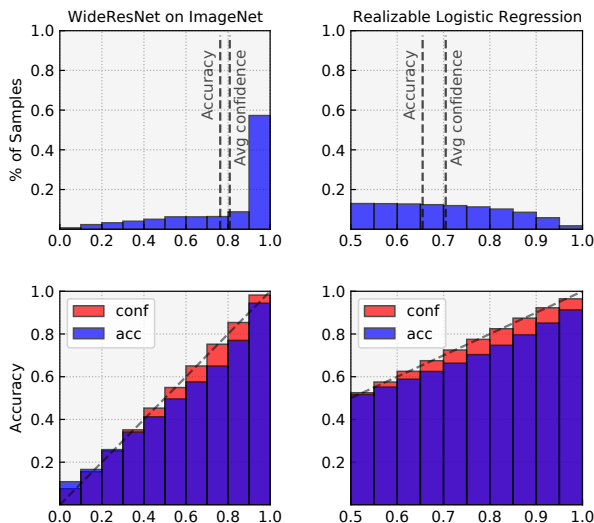 WideResNet on ImageNet
Realizable Logistic Regression
% of Samples
1.0
0.8
0.6
0.4
0.2
Accuracy
Avg confidence
0.0 0.2 0.4 0.6 0.8 1.0
1.0
0.8
0.6
0.4
0.2
Accuracy
Avg confidence
0.5 0.6 0.7 0.8 0.9 1.0
Accuracy
1.0
0.8
0.6
0.4
0.2
conf
acc
0.0 0.2 0.4 0.6 0.8 1.0
1.0
0.8
0.6
0.4
0.2
conf
acc
0.5 0.6 0.7 0.8 0.9 1.0